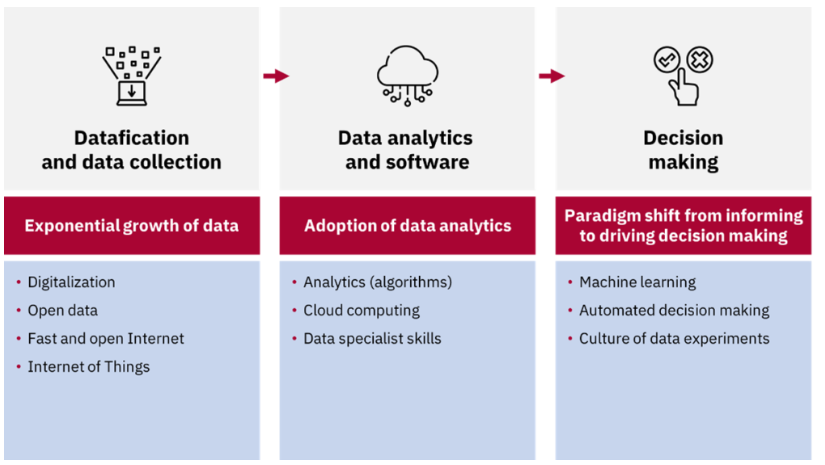 Datafication
and data collection
Data analytics
and software
Decision
making
Exponential growth of data
Adoption of data analytics
Paradigm shift from informing
to driving decision making
• Digitalization
• Open data
• Fast and open Internet
• Internet of Things
• Analytics (algorithms)
• Cloud computing
• Data specialist skills
• Machine learning
• Automated decision making
• Culture of data experiments